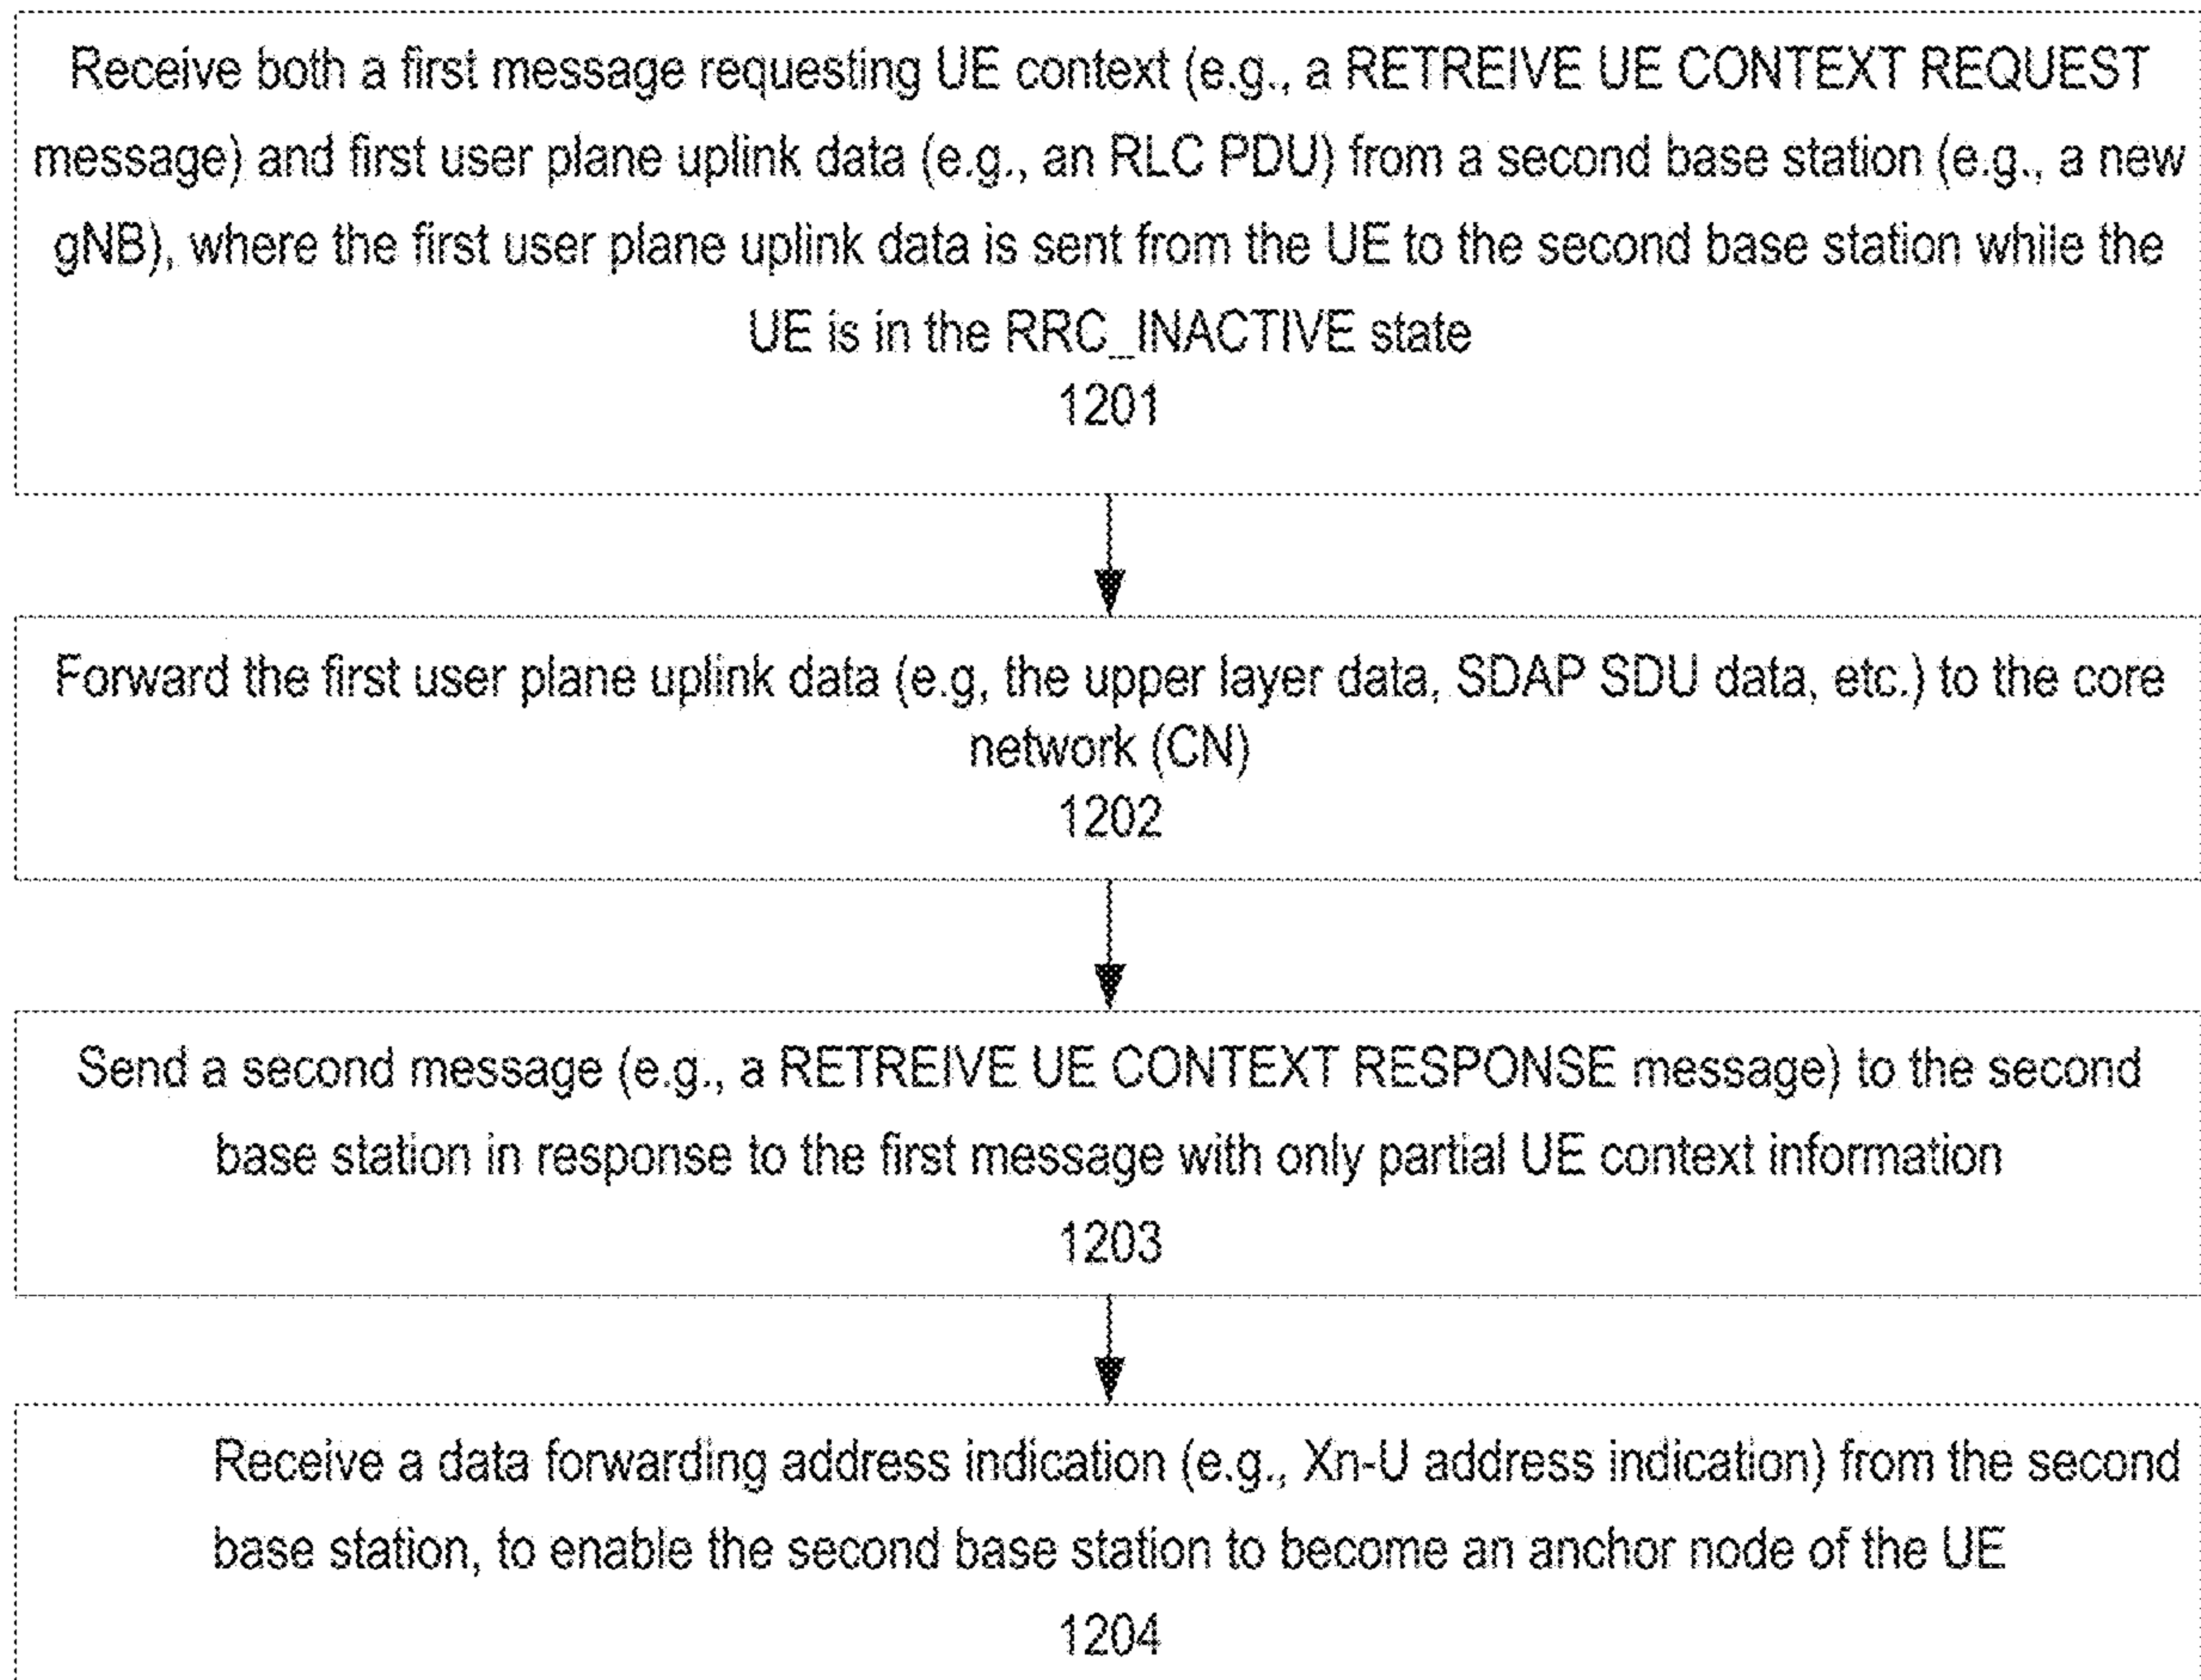 Receive both a first message requesting UE context (e.g., a RETREIVE UE CONTEXT REQUEST
message) and first user plane uplink data (e.g., an RLC PDU) from a second base station (e.g., a new
gNB), where the first user plane uplink data is sent from the UE to the second base station while the
UE is in the RRC_INACTIVE state
1201
Forward the first user plane uplink data (e.g, the upper layer data, SDAP SDU data, etc.) to the core
network (CN)
1202
Send a second message (e.g., a RETREIVE UE CONTEXT RESPONSE message) to the second
base station in response to the first message with only partial UE context information
1203
Receive a data forwarding address indication (e.g., Xn-U address indication) from the second
base station, to enable the second base station to become an anchor node of the UE
1204